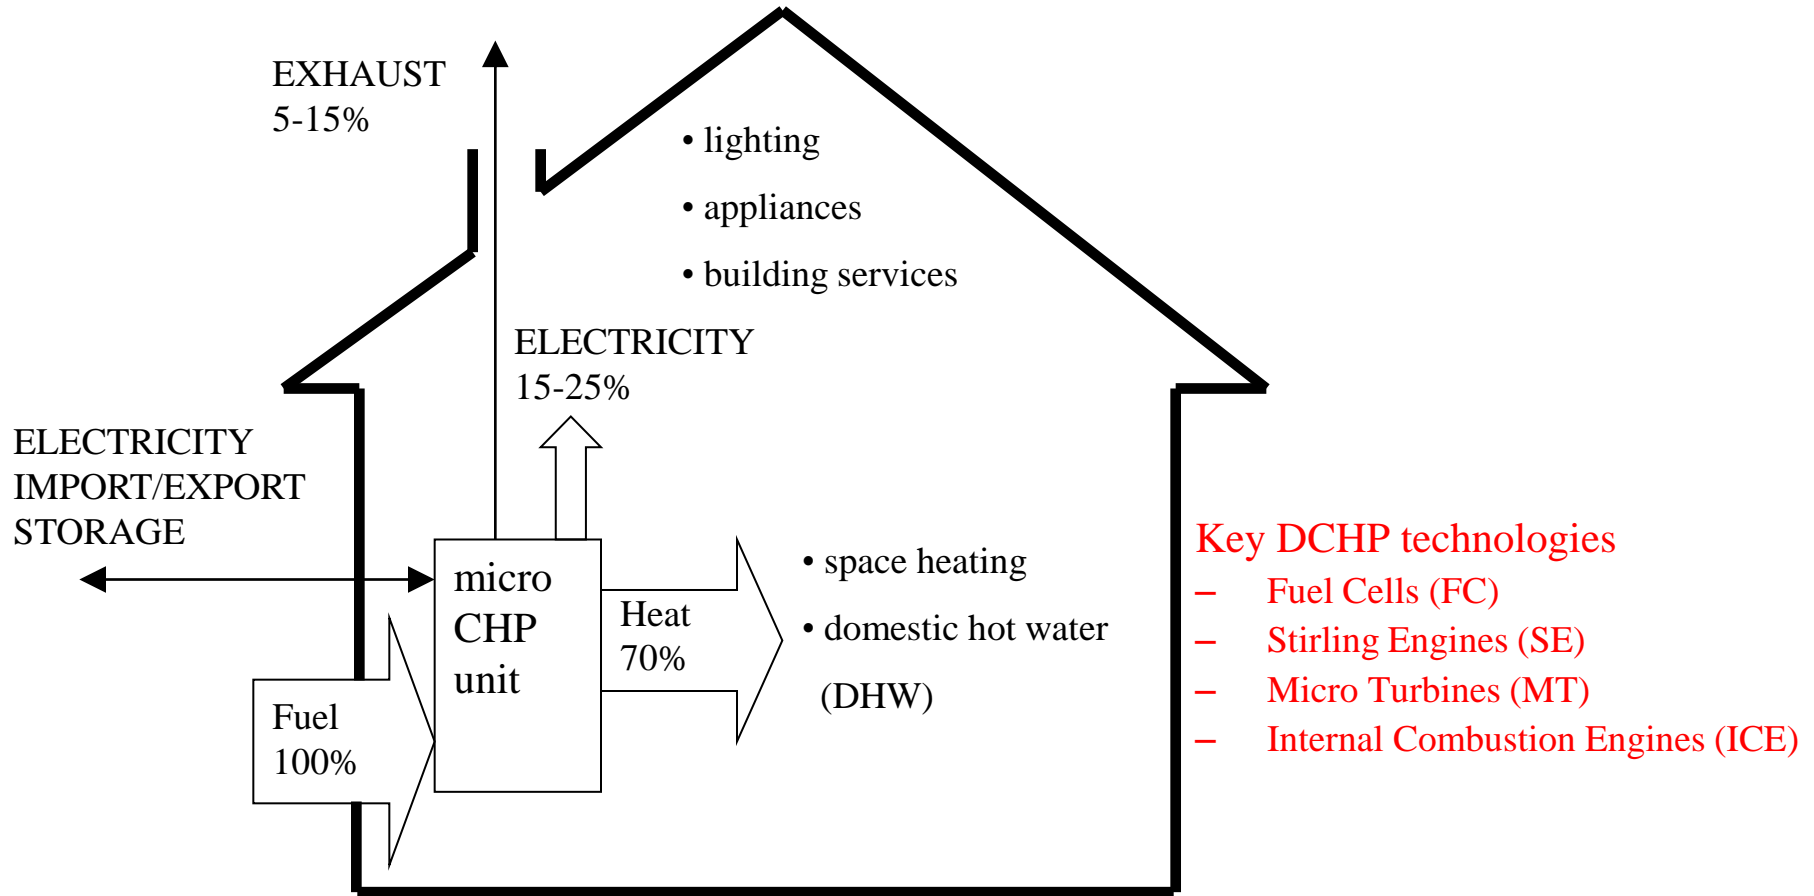 EXHAUST
5-15%
• lighting
• appliances
• building services
ELECTRICITY
15-25%
ELECTRICITY
IMPORT/EXPORT
STORAGE
micro
CHP
unit
Heat
70%
• space heating
• domestic hot water
(DHW)
Fuel
100%
Key DCHP technologies
– Fuel Cells (FC)
– Stirling Engines (SE)
– Micro Turbines (MT)
– Internal Combustion Engines (ICE)